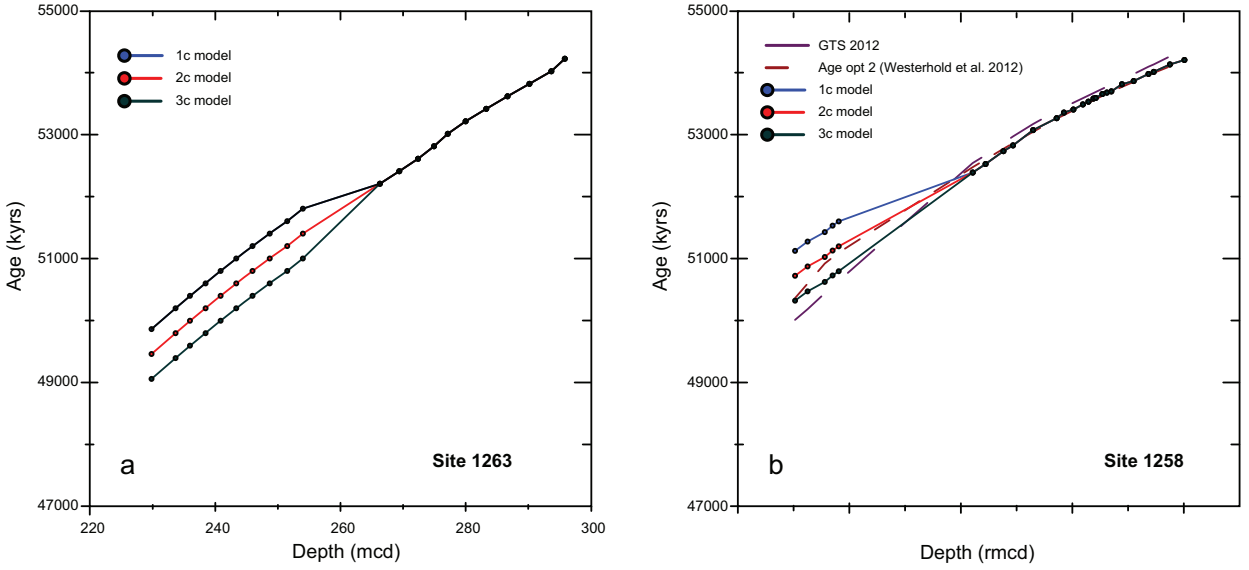 55000
53000
51000
49000
47000
Age (kyrs)
1c model
2c model
3c model
a
Site 1263
220
240
260
280
300
Depth (mcd)
55000
53000
51000
49000
47000
Age (kyrs)
GTS 2012
Age opt 2 (Westerhold et al. 2012)
1c model
2c model
3c model
b
Site 1258
Depth (rmcd)